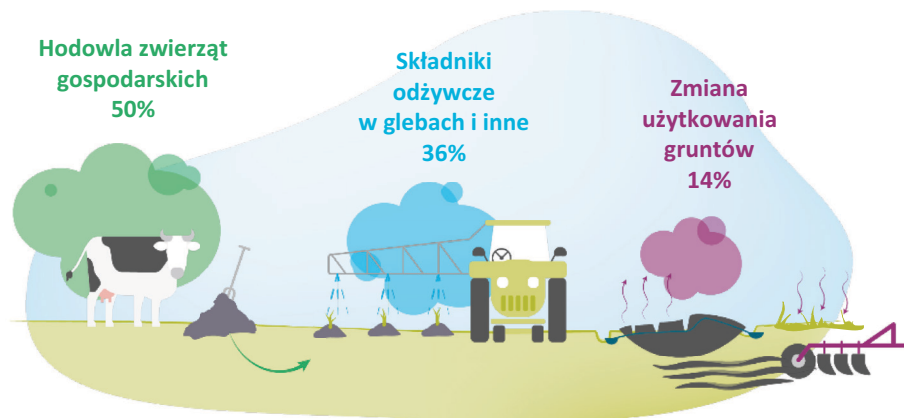 Hodowla zwierząt
gospodarskich
50%
Składniki
odżywcze
w glebach i inne
36%
Zmiana
użytkowania
gruntów
14%